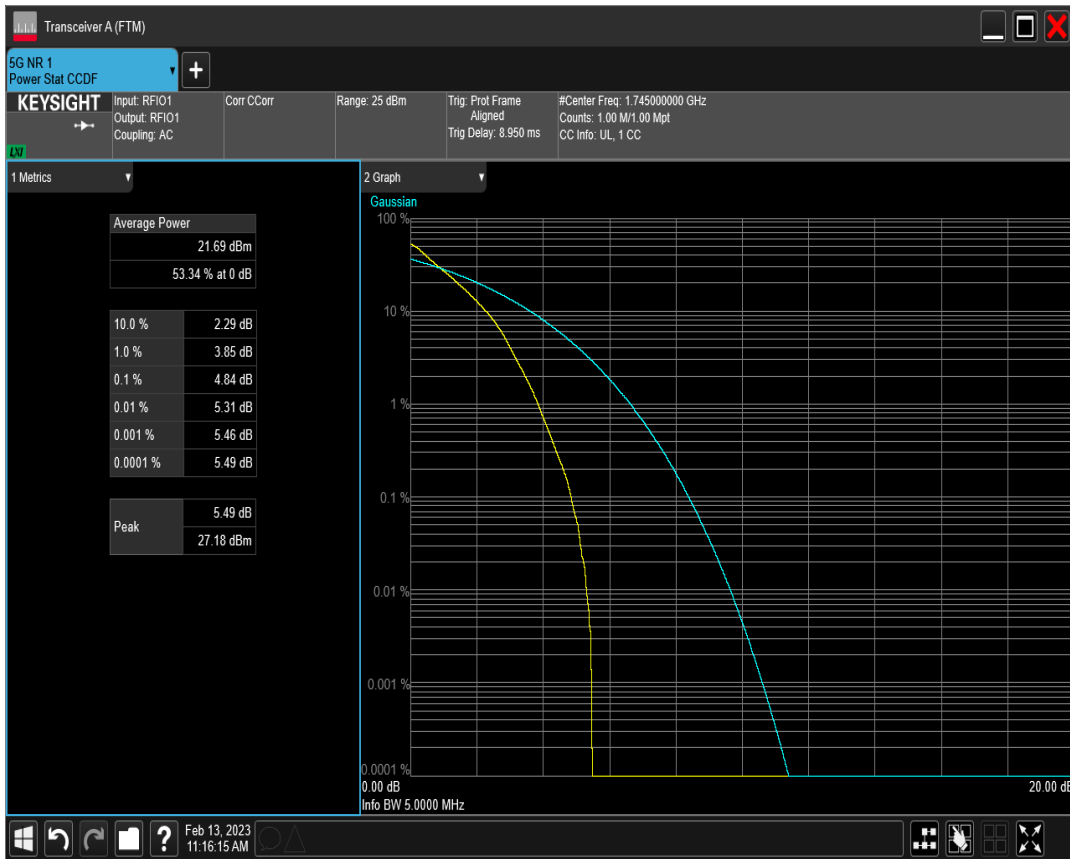 Transceiver A (FTM)
5G NR 1
Power Stat CCDF
+
KEYSIGHT
LXI
Input: RFIO1
Output: RFIO1
Coupling: AC
Corr CCorr
Range: 25 dBm
Trig: Prot Frame
Aligned
Trig Delay: 8.950 ms
#Center Freq: 1.745000000 GHz
Counts: 1.00 M/1.00 Mpt
CC Info: UL, 1 CC
1 Metrics
Average Power
21.69 dBm
53.34 % at 0 dB
10.0 % 2.29 dB
1.0 % 3.85 dB
0.1 % 4.84 dB
0.01 % 5.31 dB
0.001 % 5.46 dB
0.0001 % 5.49 dB
Peak 5.49 dB
27.18 dBm
2 Graph
Gaussian
100 %
10 %
1 %
0.1 %
0.01 %
0.001 %
0.0001 %
0.00 dB 20.00 dB
Info BW 5.0000 MHz
? Feb 13, 2023
11:16:15 AM